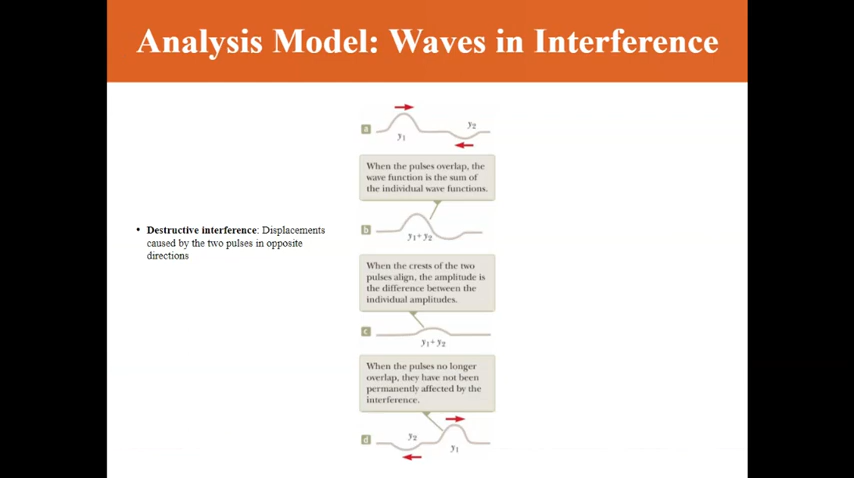 Analysis Model: Waves in Interference
• Destructive interference: Displacements
caused by the two pulses in opposite
directions
a
y1
y2
When the pulses overlap, the
wave function is the sum of
the individual wave functions.
b
y1+ y2
When the crests of the two
pulses align, the amplitude is
the difference between the
individual amplitudes.
c
y1+ y2
When the pulses no longer
overlap, they have not been
permanently affected by the
interference.
d
y2
y1